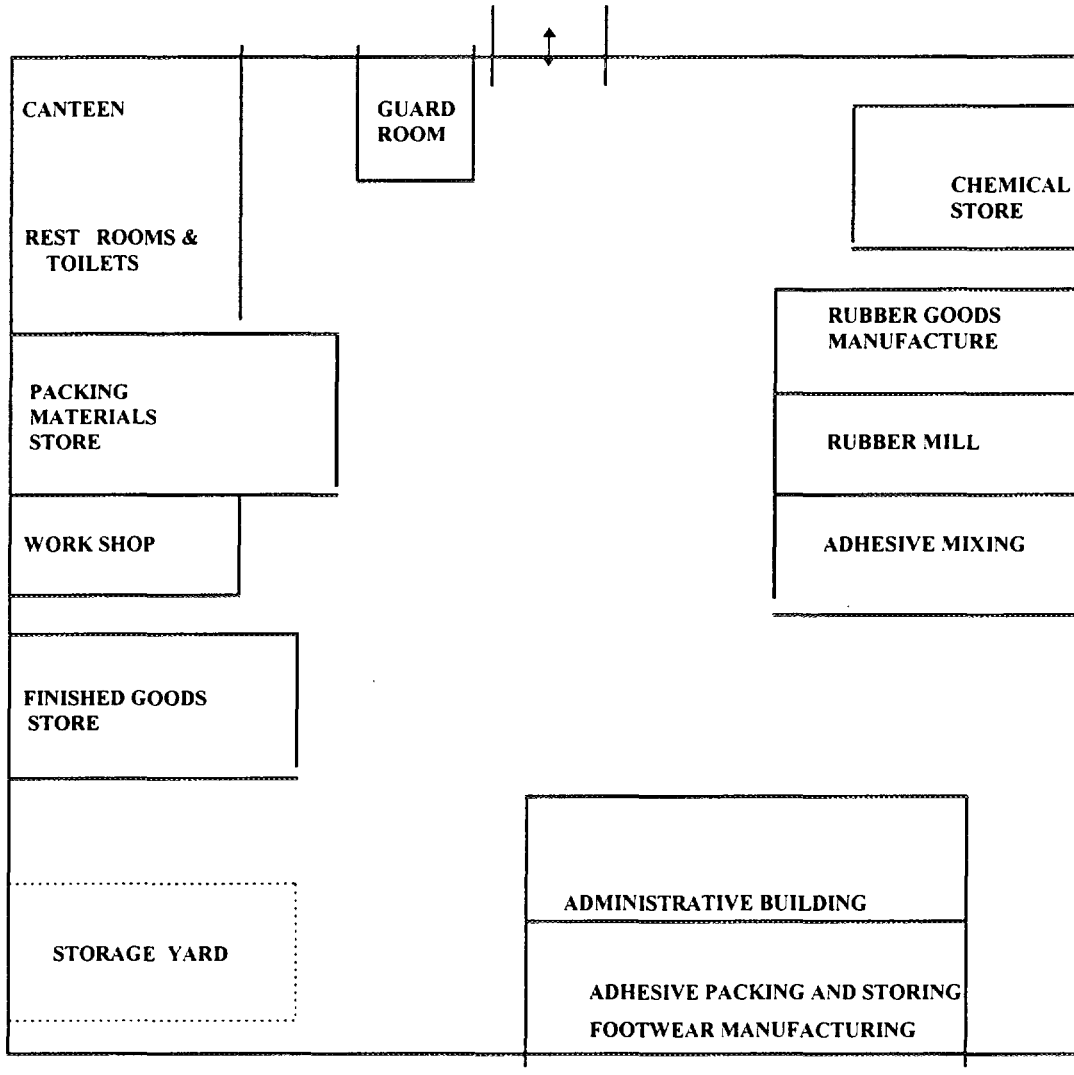 CANTEEN
GUARD
ROOM
CHEMICAL
STORE
REST ROOMS &
TOILETS
RUBBER GOODS
MANUFACTURE
PACKING
MATERIALS
STORE
RUBBER MILL
WORK SHOP
ADHESIVE MIXING
FINISHED GOODS
STORE
ADMINISTRATIVE BUILDING
STORAGE YARD
ADHESIVE PACKING AND STORING
FOOTWEAR MANUFACTURING